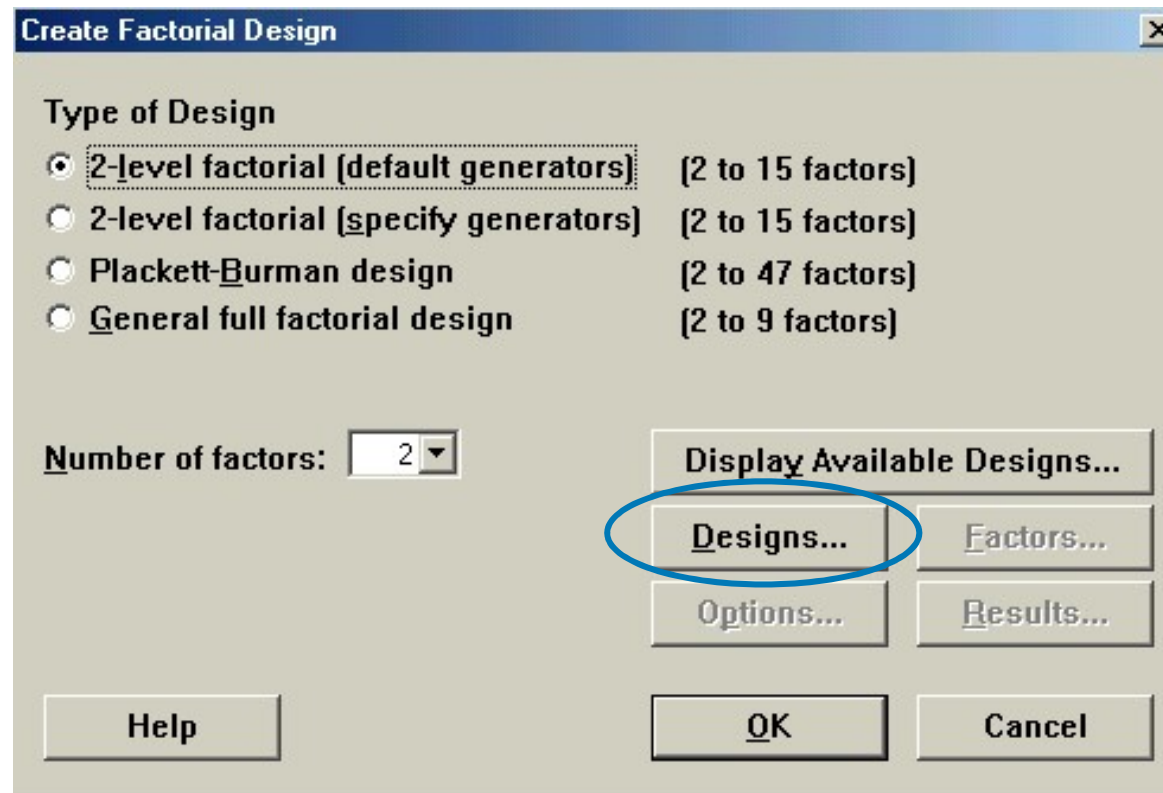 Create Factorial Design
Type of Design
2-level factorial (default generators) (2 to 15 factors)
2-level factorial (specify generators) (2 to 15 factors)
Plackett-Burman design (2 to 47 factors)
General full factorial design (2 to 9 factors)
Number of factors: 2
Display Available Designs...
Designs... Factors...
Options... Results...
Help OK Cancel